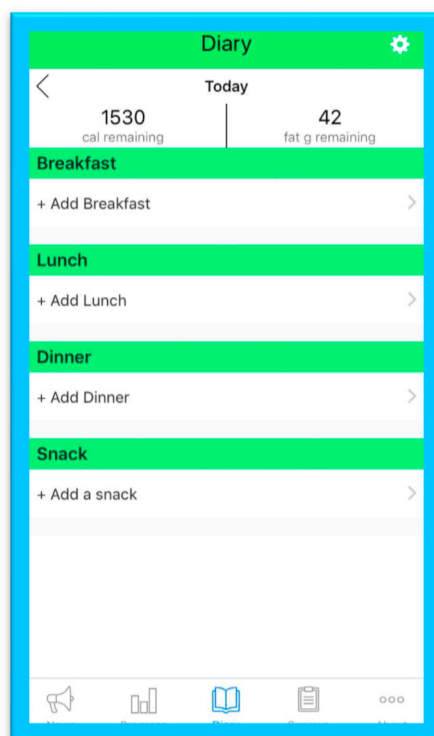 Diary
Today
1530 42
cal remaining fat g remaining
Breakfast
+ Add Breakfast
Lunch
+ Add Lunch
Dinner
+ Add Dinner
Snack
+ Add a snack